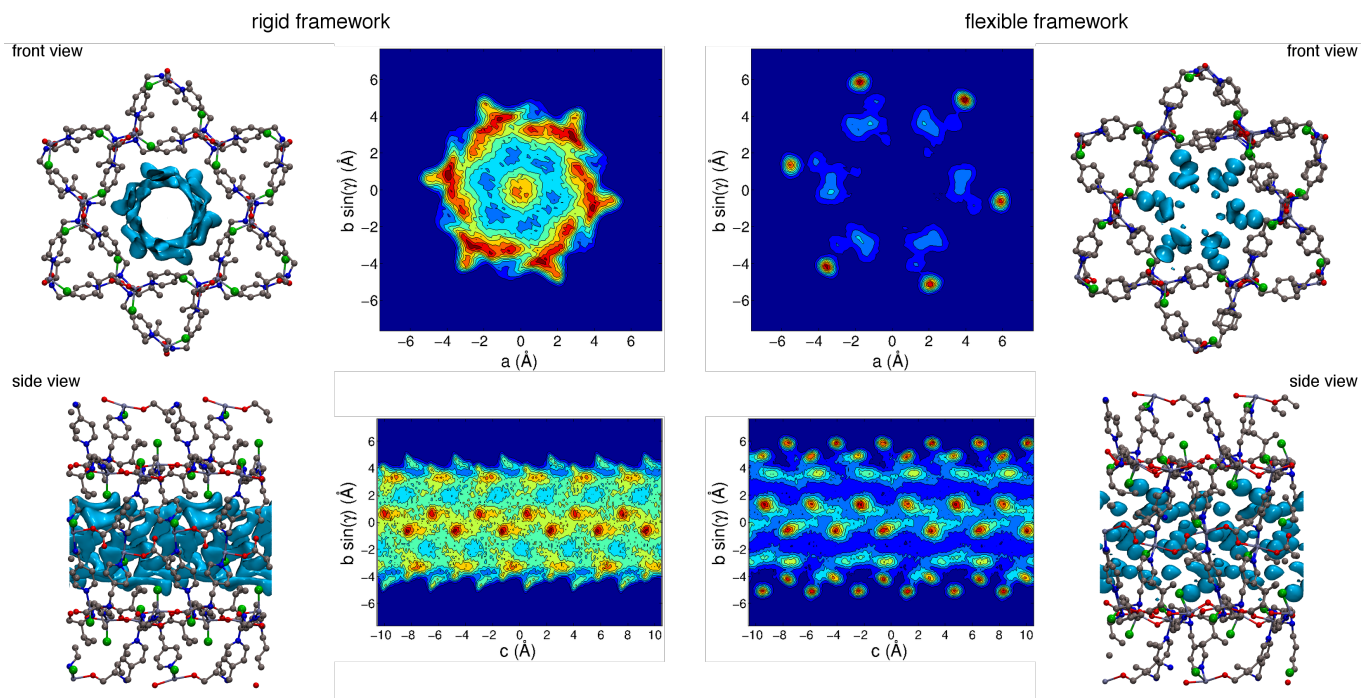 rigid framework
flexible framework
front view
front view
6
4
2
0
−2
−4
−6
b sin(γ) (Å)
−6 −4 −2 0 2 4 6
a (Å)
6
4
2
0
−2
−4
−6
b sin(γ) (Å)
−6 −4 −2 0 2 4 6
a (Å)
side view
side view
6
4
2
0
−2
−4
−6
b sin(γ) (Å)
−10 −8 −6 −4 −2 0 2 4 6 8 10
c (Å)
6
4
2
0
−2
−4
−6
b sin(γ) (Å)
−10 −8 −6 −4 −2 0 2 4 6 8 10
c (Å)